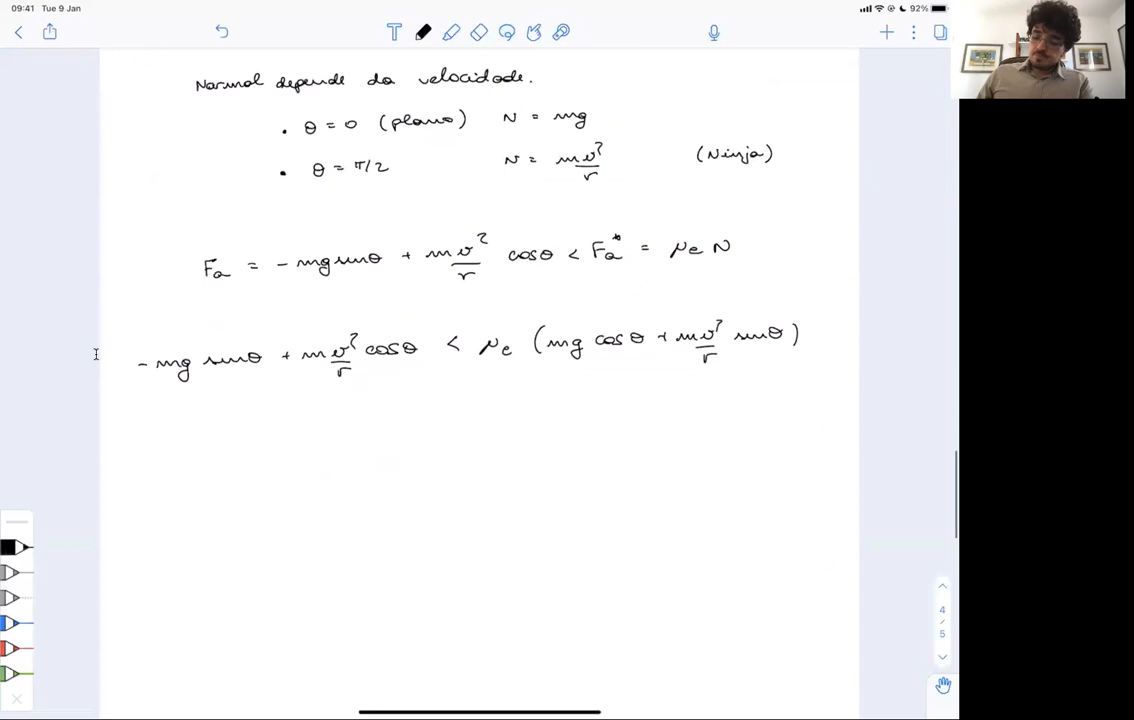 09:41 Tue 9 Jan 92%
Normal depende da velocidade.
• θ = 0 (plano) N = mg
• θ = π/2 N = mv²/r (Ninja)
Fa = - mg sinθ + mv²/r cosθ < Fa* = μe N
- mg sinθ + mv²/r cosθ < μe (mg cosθ + mv²/r sinθ)
4
/
5